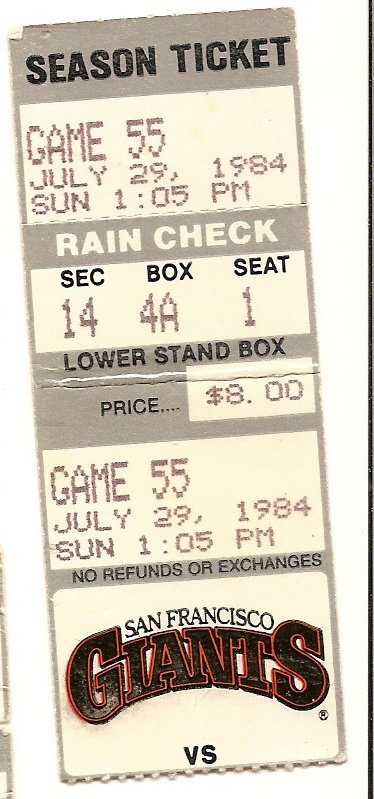 SEASON TICKET
GAME 55
JULY 29, 1984
SUN 1:05 PM
RAIN CHECK
SEC BOX SEAT
14 4A 1
LOWER STAND BOX
PRICE.... $8.00
GAME 55
JULY 29, 1984
SUN 1:05 PM
NO REFUNDS OR EXCHANGES
SAN FRANCISCO
GIANTS
®
VS